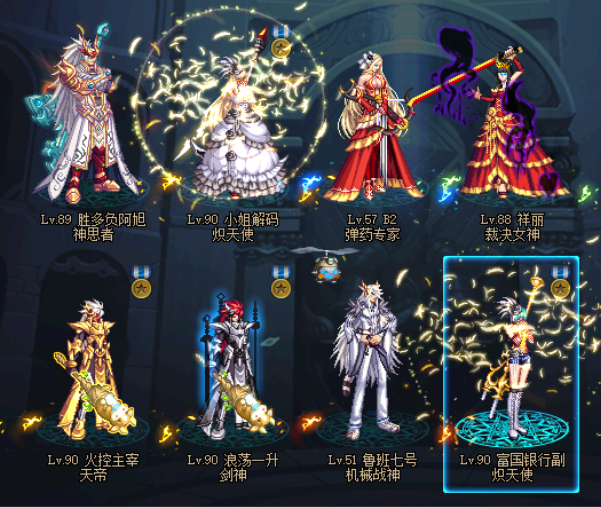 Lv.89 胜多负阿妲
神思者
Lv.90 小姐解码
炽天使
Lv.57 B2
弹药专家
Lv.88 祥丽
裁决女神
Lv.90 火控主宰
天帝
Lv.90 浪荡一升
剑神
Lv.51 鲁班七号
机械战神
Lv.90 富国银行副
炽天使